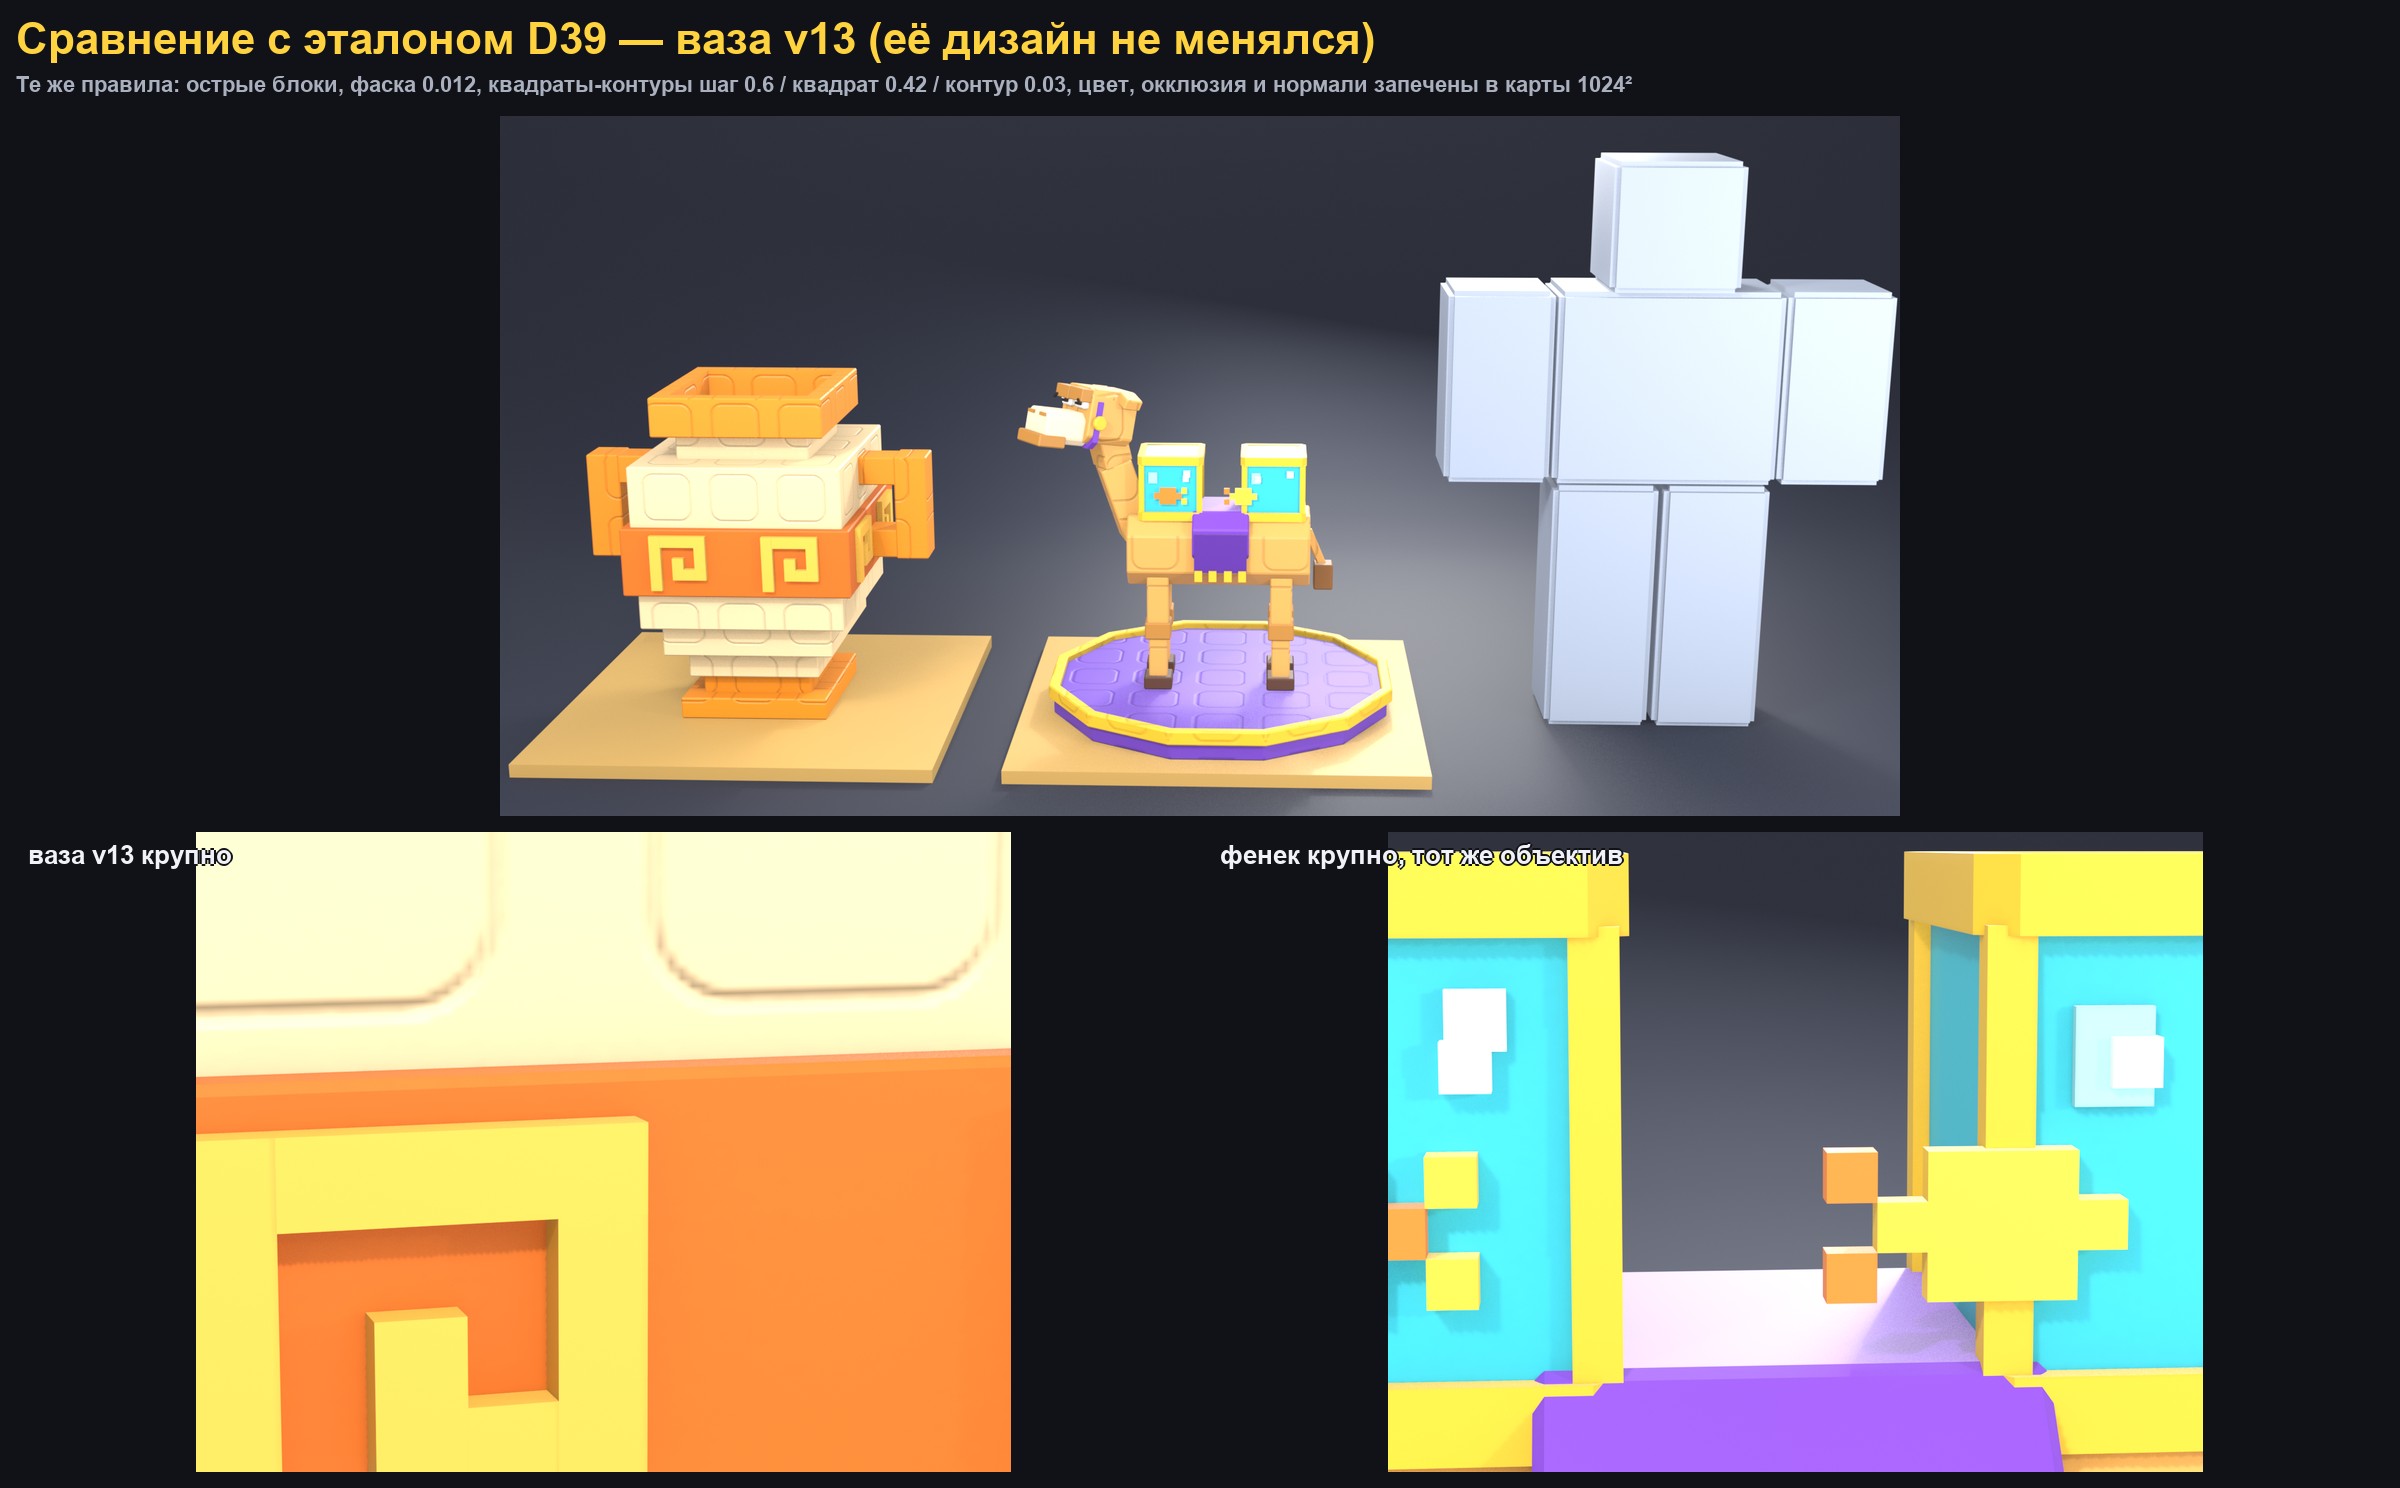 Сравнение с эталоном D39 — ваза v13 (её дизайн не менялся)
Те же правила: острые блоки, фаска 0.012, квадраты-контуры шаг 0.6 / квадрат 0.42 / контур 0.03, цвет, окклюзия и нормали запечены в карты 1024²
ваза v13 крупно
фенек крупно, тот же объектив